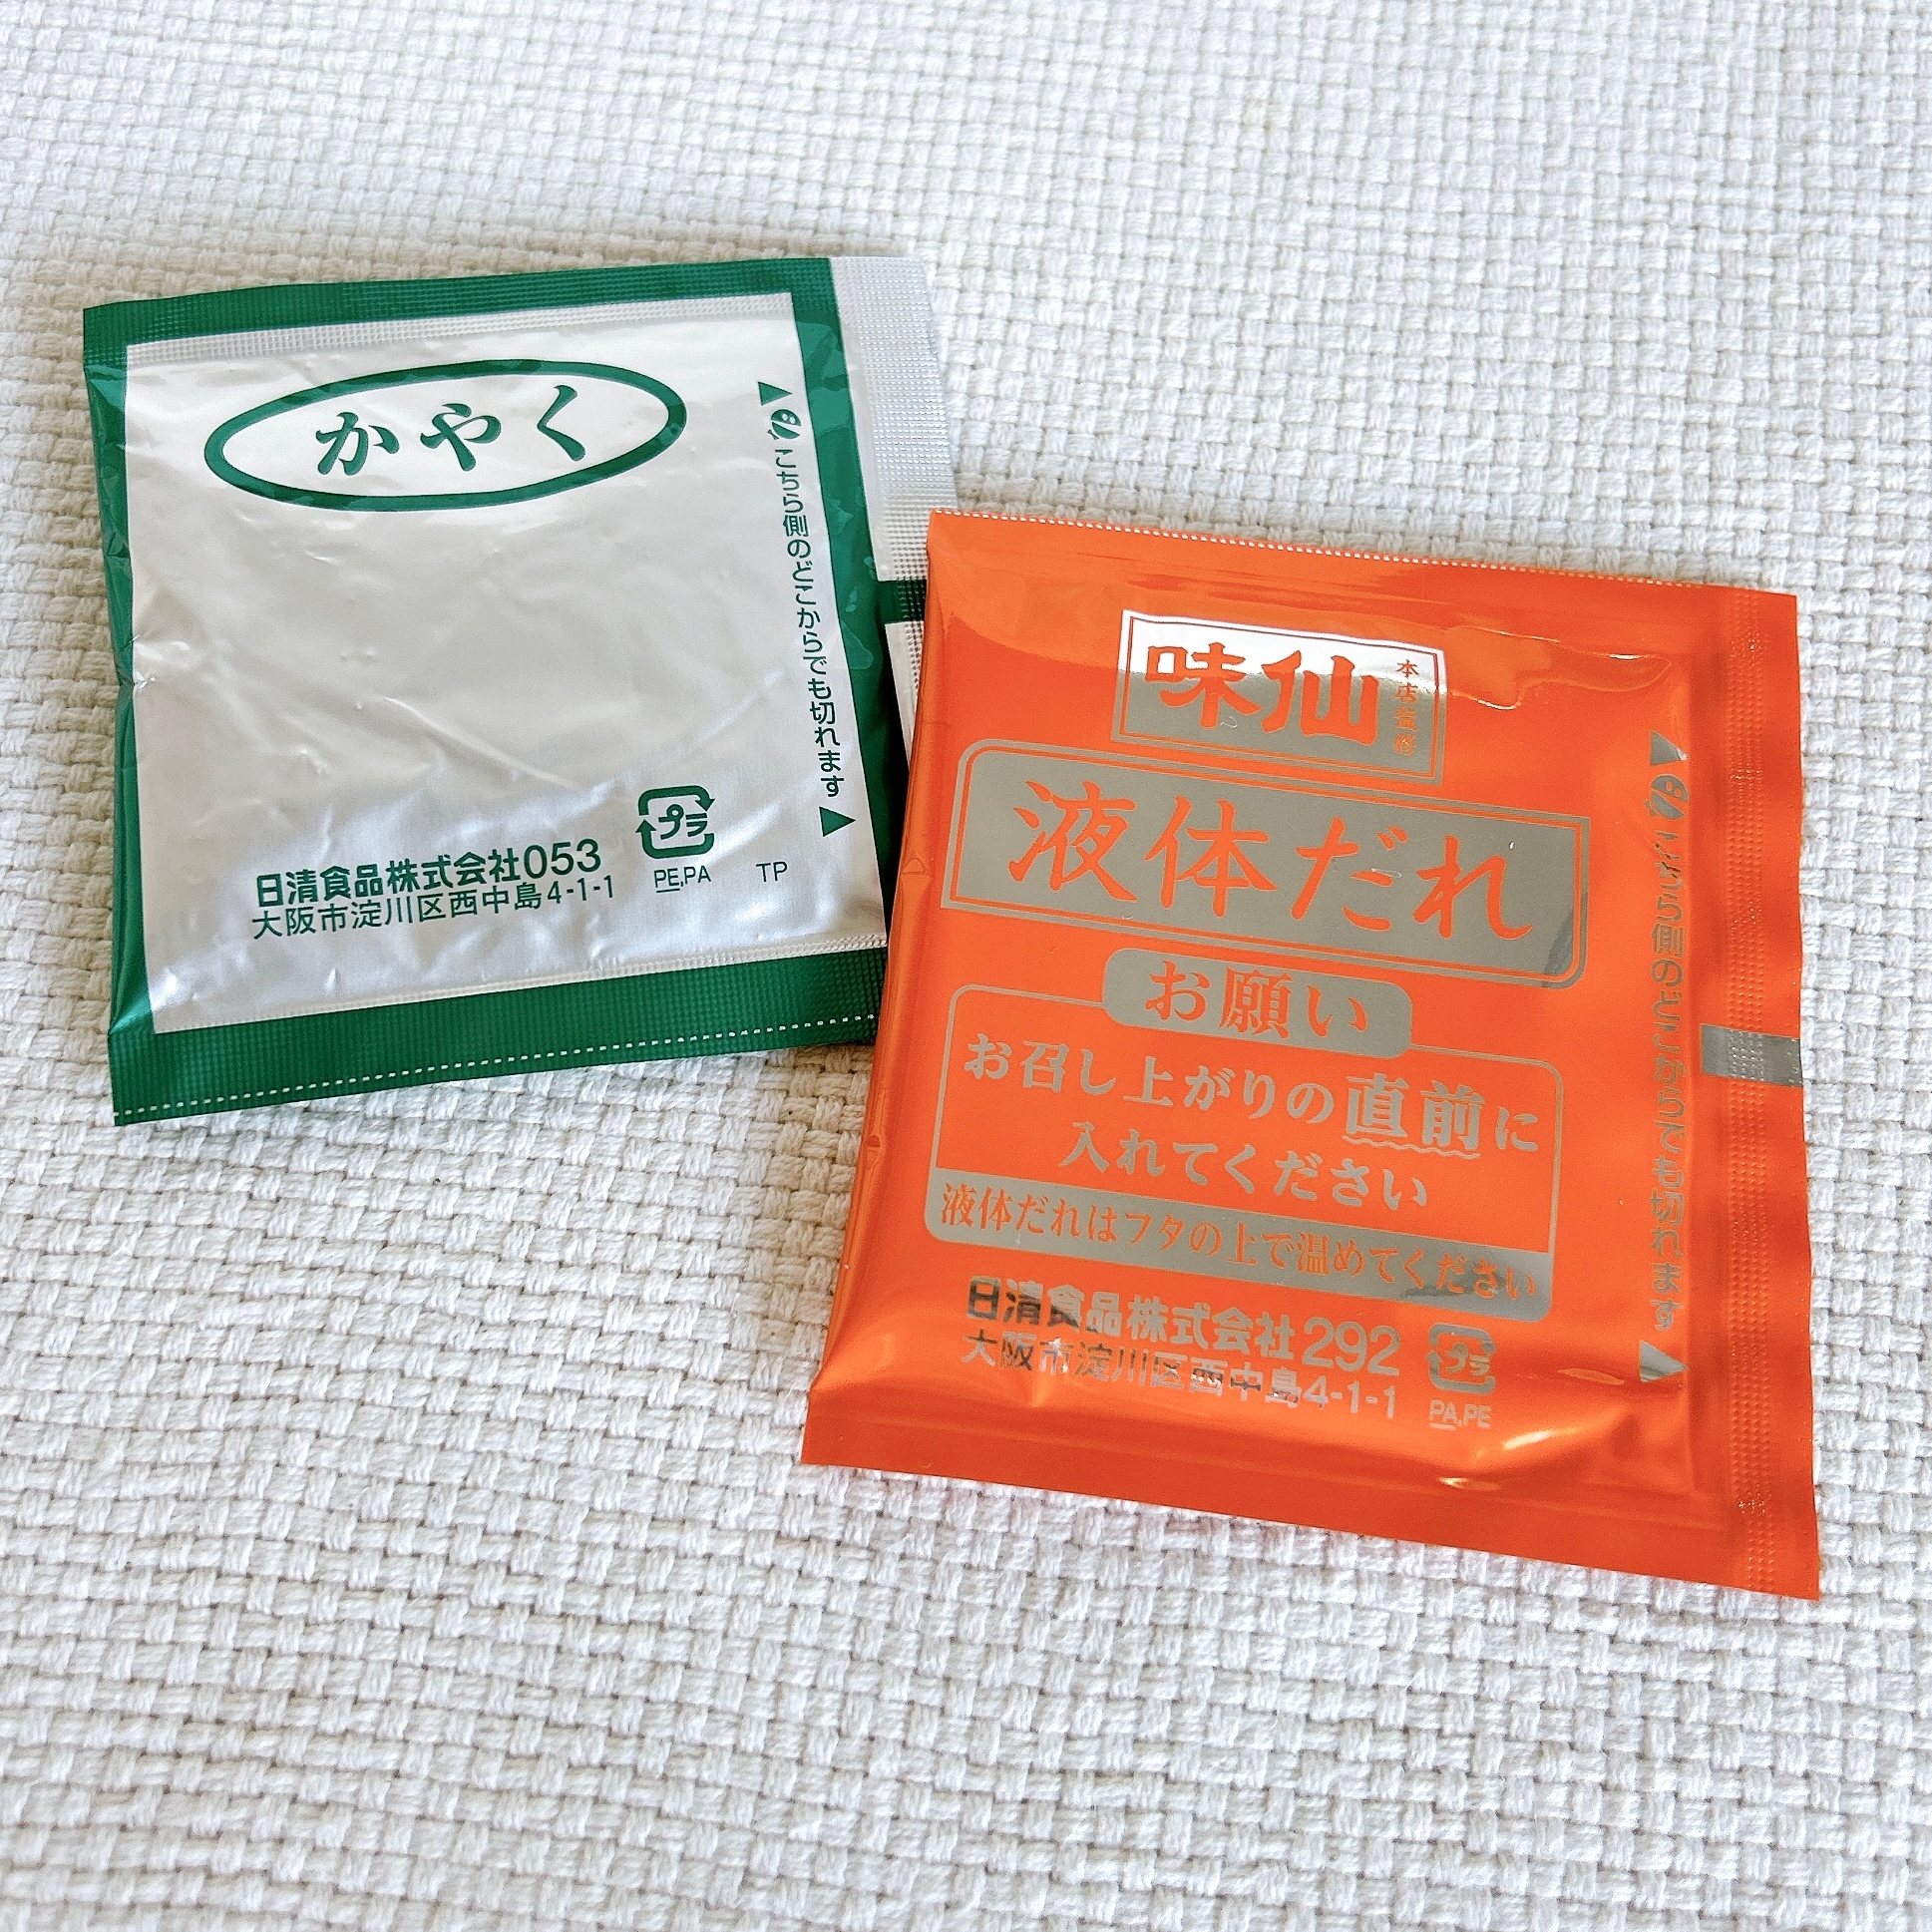 かやく
こちら側のどこからでも切れます
日清食品株式会社053
大阪市淀川区西中島4-1-1
プラ
PE,PA
TP
味仙
本店監修
液体だれ
お願い
お召し上がりの直前に
入れてください
液体だれはフタの上で温めてください
日清食品株式会社292
大阪市淀川区西中島4-1-1
プラ
PA,PE
こちら側のどこからでも切れます